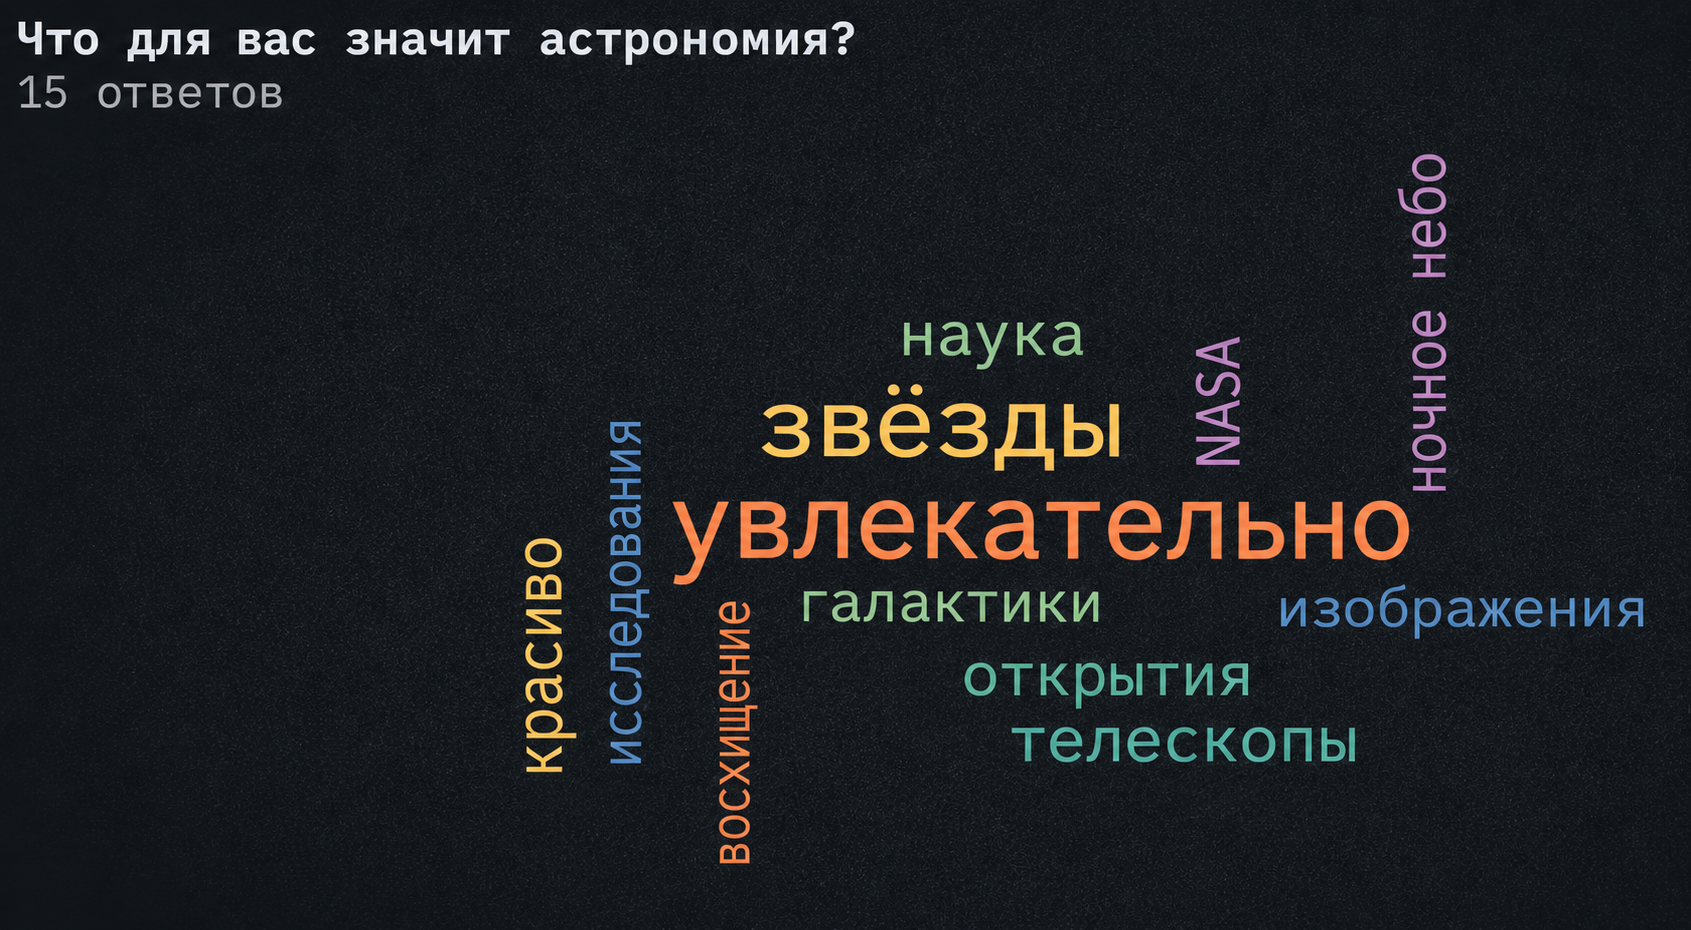 Что для вас значит астрономия?
15 ответов
ночное небо
наука
NASA
звёзды
исследования
увлекательно
красиво
галактики
изображения
восхищение
открытия
телескопы